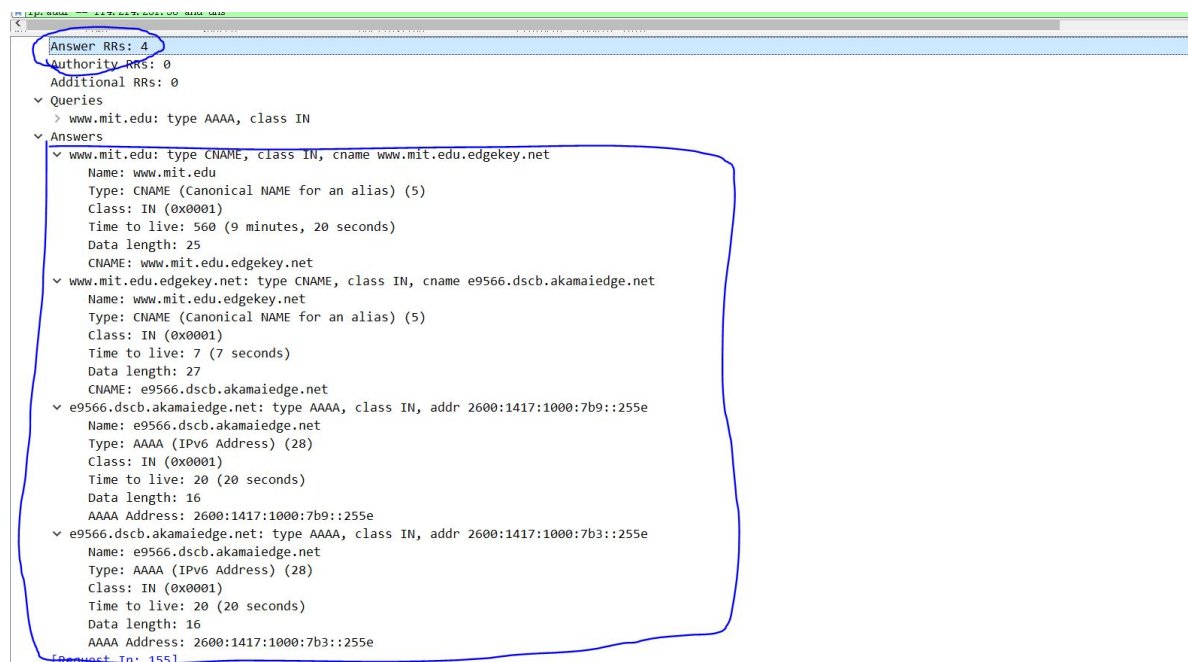 Answer RRs: 4
Authority RRs: 0
Additional RRs: 0
Queries
www.mit.edu: type AAAA, class IN
Answers
www.mit.edu: type CNAME, class IN, cname www.mit.edu.edgekey.net
Name: www.mit.edu
Type: CNAME (Canonical NAME for an alias) (5)
Class: IN (0x0001)
Time to live: 560 (9 minutes, 20 seconds)
Data length: 25
CNAME: www.mit.edu.edgekey.net
www.mit.edu.edgekey.net: type CNAME, class IN, cname e9566.dscb.akamaiedge.net
Name: www.mit.edu.edgekey.net
Type: CNAME (Canonical NAME for an alias) (5)
Class: IN (0x0001)
Time to live: 7 (7 seconds)
Data length: 27
CNAME: e9566.dscb.akamaiedge.net
e9566.dscb.akamaiedge.net: type AAAA, class IN, addr 2600:1417:1000:7b9::255e
Name: e9566.dscb.akamaiedge.net
Type: AAAA (IPv6 Address) (28)
Class: IN (0x0001)
Time to live: 20 (20 seconds)
Data length: 16
AAAA Address: 2600:1417:1000:7b9::255e
e9566.dscb.akamaiedge.net: type AAAA, class IN, addr 2600:1417:1000:7b3::255e
Name: e9566.dscb.akamaiedge.net
Type: AAAA (IPv6 Address) (28)
Class: IN (0x0001)
Time to live: 20 (20 seconds)
Data length: 16
AAAA Address: 2600:1417:1000:7b3::255e
[Request In: 155]